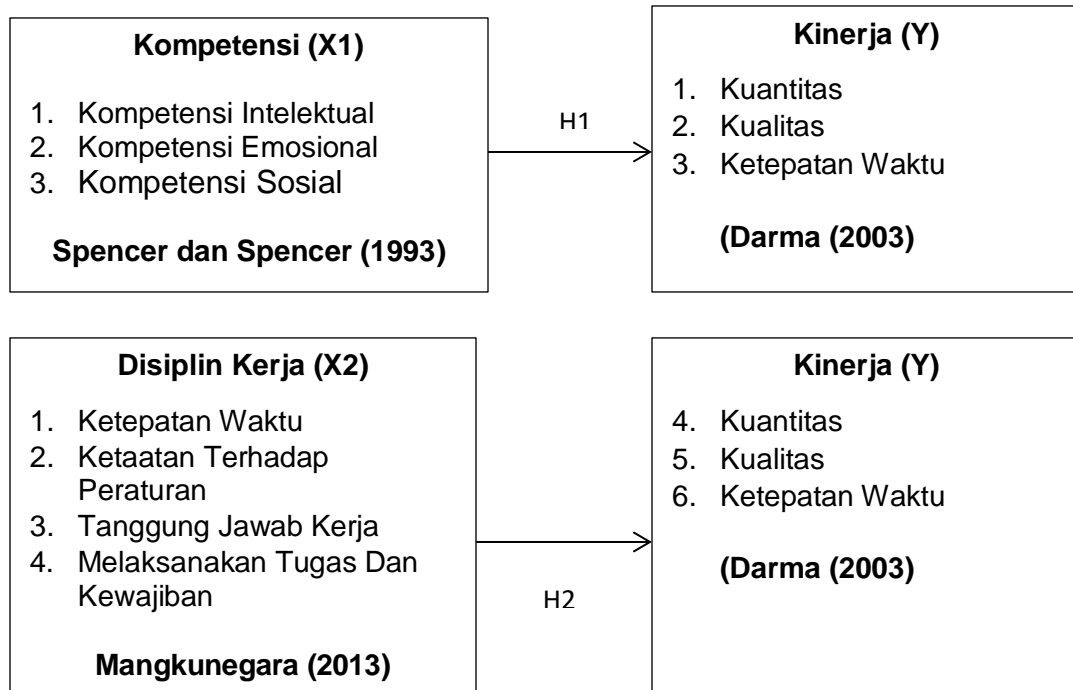 Kompetensi (X1)
1. Kompetensi Intelektual
2. Kompetensi Emosional
3. Kompetensi Sosial
Spencer dan Spencer (1993)
H1
Kinerja (Y)
1. Kuantitas
2. Kualitas
3. Ketepatan Waktu
(Darma (2003)
Disiplin Kerja (X2)
1. Ketepatan Waktu
2. Ketaatan Terhadap
Peraturan
3. Tanggung Jawab Kerja
4. Melaksanakan Tugas Dan
Kewajiban
Mangkunegara (2013)
H2
Kinerja (Y)
4. Kuantitas
5. Kualitas
6. Ketepatan Waktu
(Darma (2003)